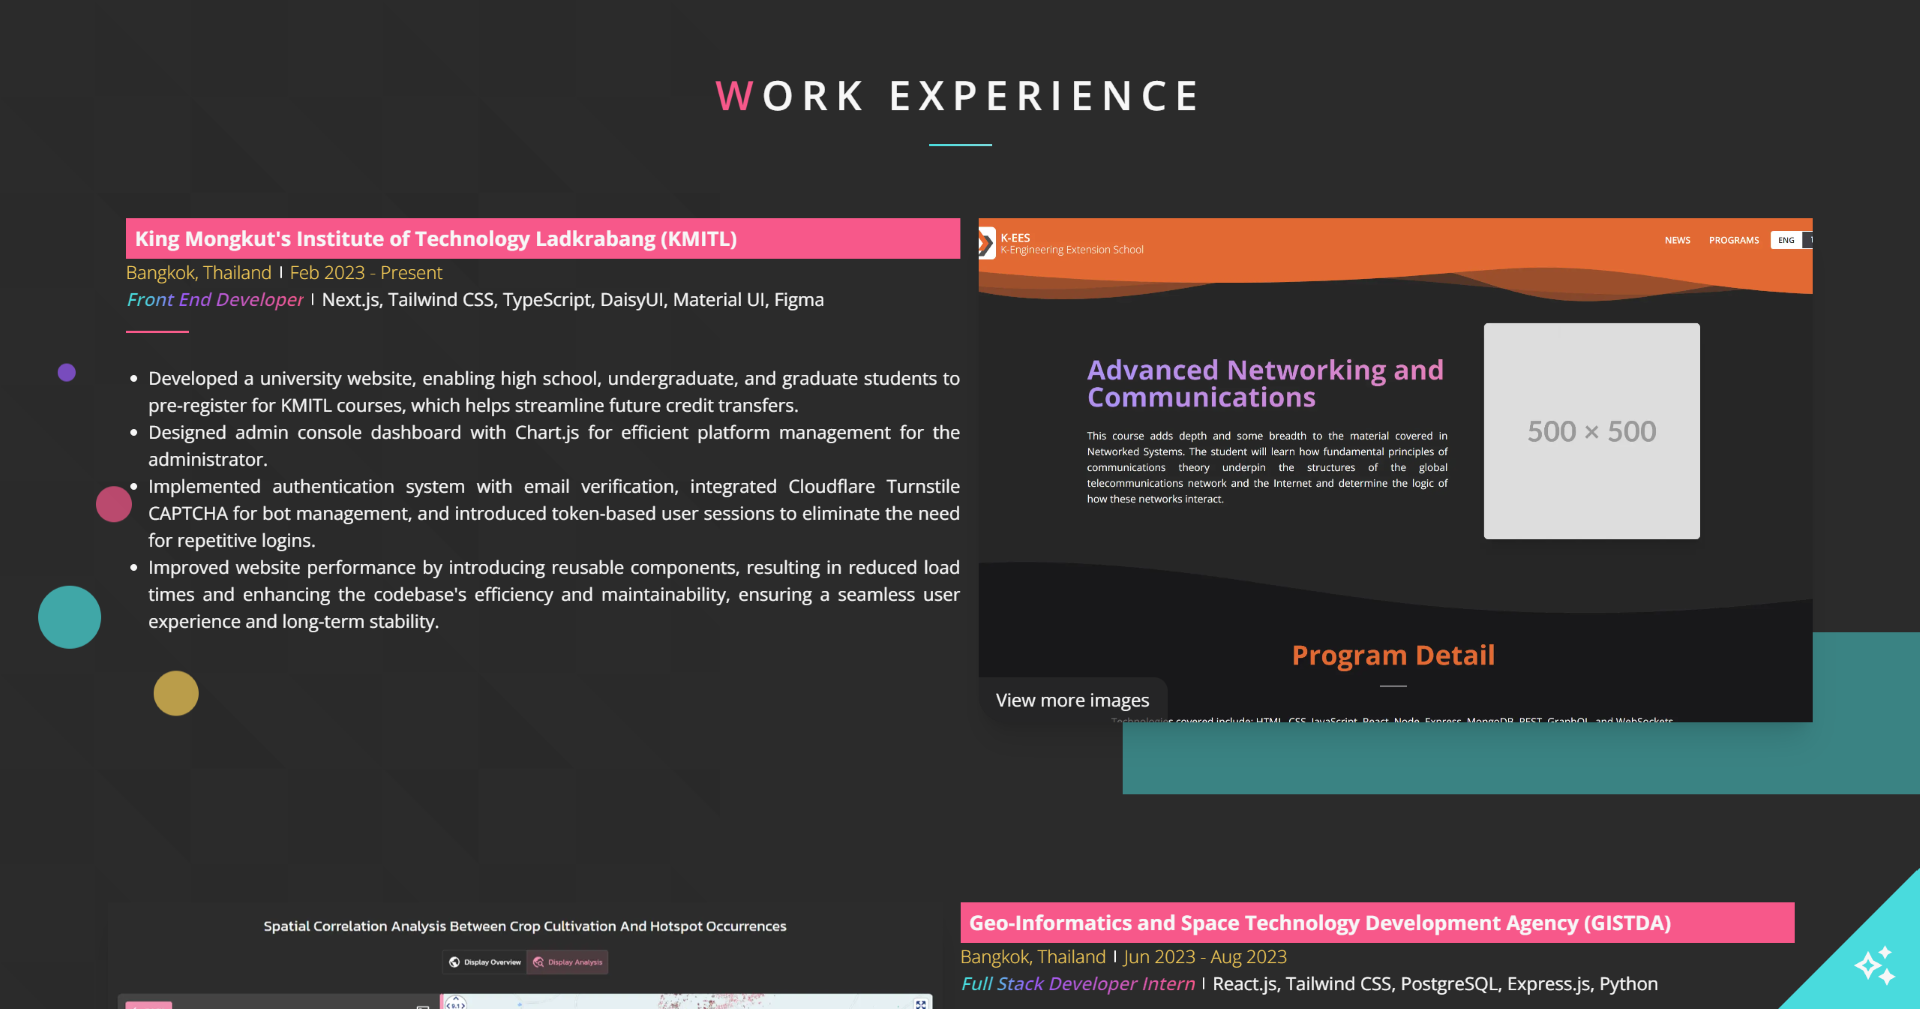 WORK EXPERIENCE
King Mongkut's Institute of Technology Ladkrabang (KMITL)
Bangkok, Thailand | Feb 2023 - Present
Front End Developer | Next.js, Tailwind CSS, TypeScript, DaisyUI, Material UI, Figma
• Developed a university website, enabling high school, undergraduate, and graduate students to
pre-register for KMITL courses, which helps streamline future credit transfers.
• Designed admin console dashboard with Chart.js for efficient platform management for the
administrator.
• Implemented authentication system with email verification, integrated Cloudflare Turnstile
CAPTCHA for bot management, and introduced token-based user sessions to eliminate the need
for repetitive logins.
• Improved website performance by introducing reusable components, resulting in reduced load
times and enhancing the codebase's efficiency and maintainability, ensuring a seamless user
experience and long-term stability.
K-EES
K-Engineering Extension School
NEWS PROGRAMS ENG
Advanced Networking and
Communications
This course adds depth and some breadth to the material covered in
Networked Systems. The student will learn how fundamental principles of
communications theory underpin the structures of the global
telecommunications network and the Internet and determine the logic of
how these networks interact.
500 × 500
Program Detail
View more images
Technologies covered include: HTML, CSS, JavaScript, React, Node, Express, MongoDB, REST, GraphQL, and WebSockets
Spatial Correlation Analysis Between Crop Cultivation And Hotspot Occurrences
Display Overview Display Analysis
Geo-Informatics and Space Technology Development Agency (GISTDA)
Bangkok, Thailand | Jun 2023 - Aug 2023
Full Stack Developer Intern | React.js, Tailwind CSS, PostgreSQL, Express.js, Python